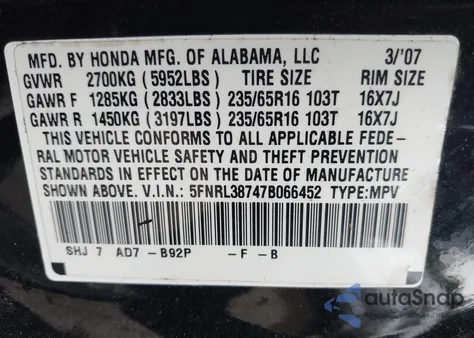 MFD. BY HONDA MFG. OF ALABAMA, LLC 3/'07
GVWR 2700KG (5952LBS) TIRE SIZE RIM SIZE
GAWR F 1285KG (2833LBS) 235/65R16 103T 16X7J
GAWR R 1450KG (3197LBS) 235/65R16 103T 16X7J
THIS VEHICLE CONFORMS TO ALL APPLICABLE FEDE-
RAL MOTOR VEHICLE SAFETY AND THEFT PREVENTION
STANDARDS IN EFFECT ON THE DATE OF MANUFACTURE
SHOWN ABOVE. V.I.N.: 5FNRL38747B066452 TYPE:MPV
SHJ 7 AD7 -B92P -F -B
autoSnap